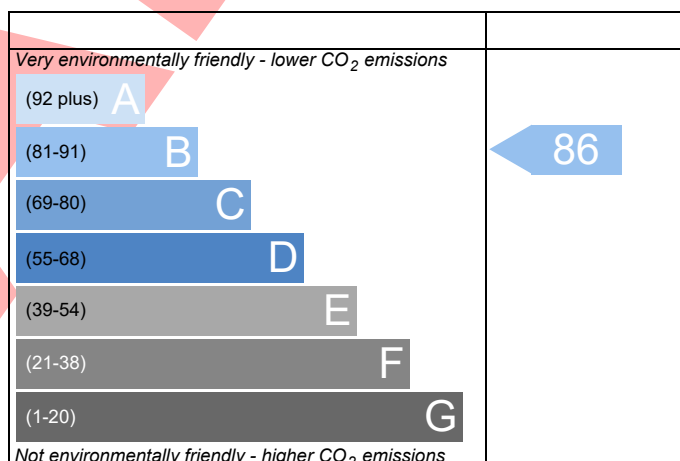 Very environmentally friendly - lower CO2 emissions
(92 plus) A
(81-91) B
86
(69-80) C
(55-68) D
(39-54) E
(21-38) F
(1-20) G
Not environmentally friendly - higher CO2 emissions